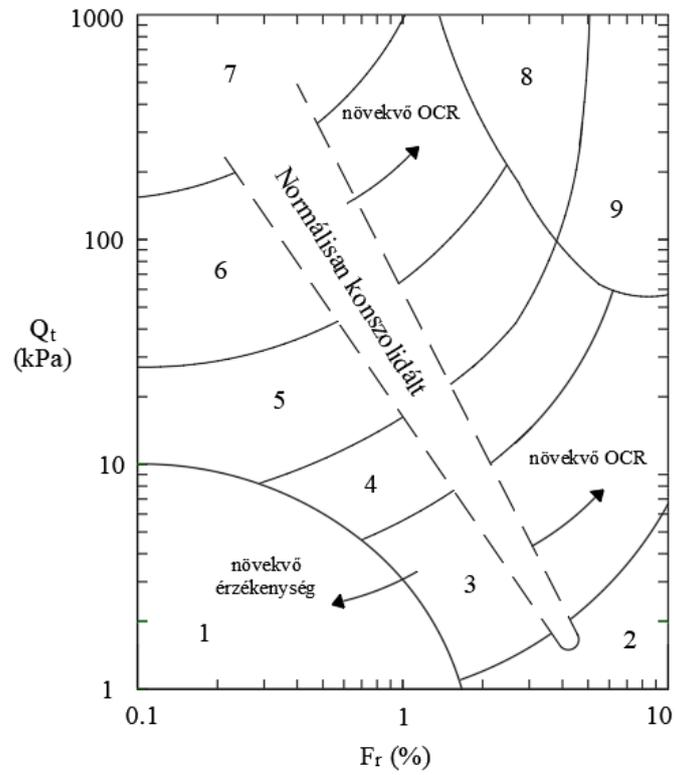 1000
7
8
növekvő OCR
Normálisan konszolidált
9
100
6
Qt
(kPa)
5
növekvő OCR
10
4
növekvő
érzékenység
3
1
2
1
0.1
1
10
Fr (%)